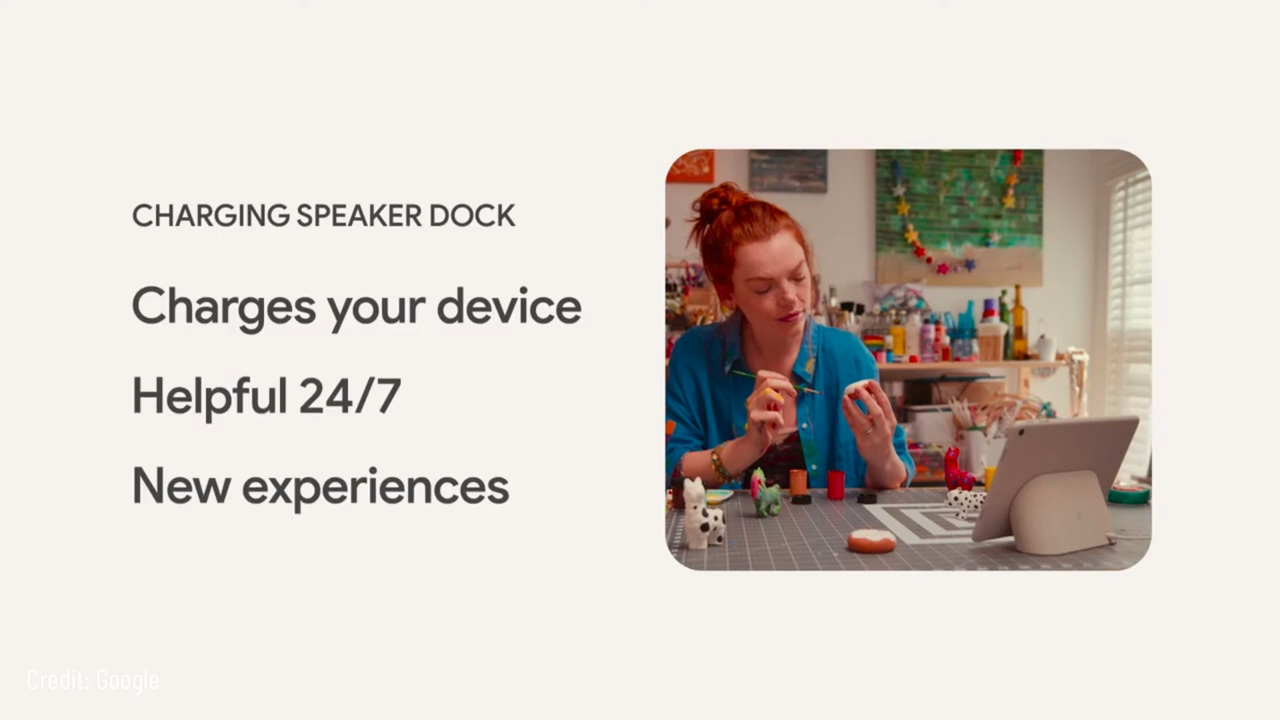 CHARGING SPEAKER DOCK
Charges your device
Helpful 24/7
New experiences
Credit: Google